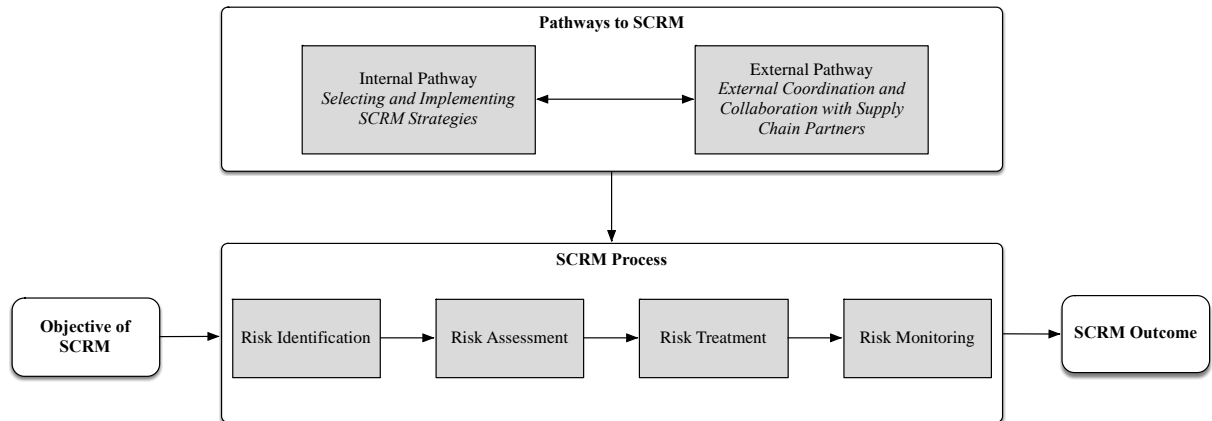 Pathways to SCRM
Internal Pathway
Selecting and Implementing
SCRM Strategies
External Pathway
External Coordination and
Collaboration with Supply
Chain Partners
SCRM Process
Objective of
SCRM
Risk Identification
Risk Assessment
Risk Treatment
Risk Monitoring
SCRM Outcome